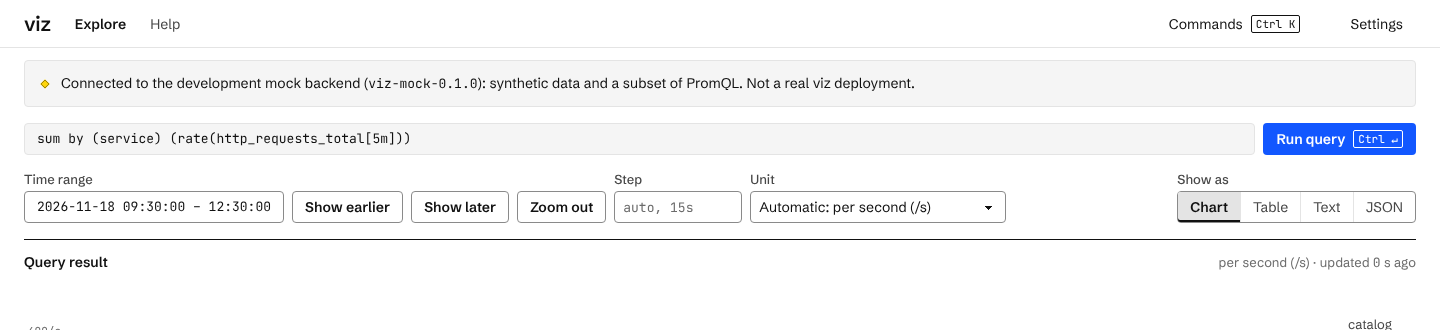 viz Explore Help Commands Ctrl K Settings
Connected to the development mock backend (viz-mock-0.1.0): synthetic data and a subset of PromQL. Not a real viz deployment.
sum by (service) (rate(http_requests_total[5m])) Run query Ctrl ↵
Time range Step Unit Show as
2026-11-18 09:30:00 – 12:30:00 Show earlier Show later Zoom out auto, 15s Automatic: per second (/s) Chart Table Text JSON
Query result per second (/s) · updated 0 s ago
catalog